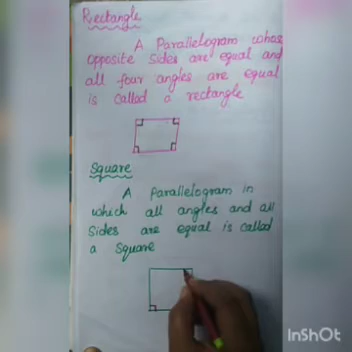 Rectangle
A Parallelogram whos
opposite sides are equal and
all four angles are equal
is called a rectangle
Square
A Parallelogram in
which all angles and all
Sides are equal is called
a Square
InShOt